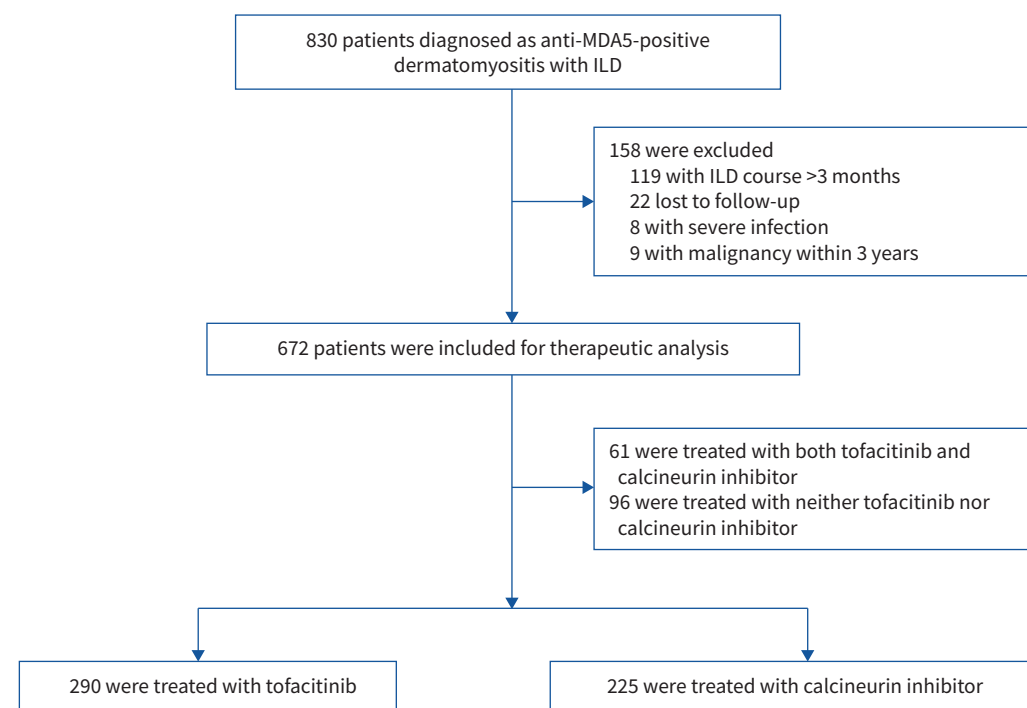 830 patients diagnosed as anti-MDA5-positive
dermatomyositis with ILD
158 were excluded
119 with ILD course >3 months
22 lost to follow-up
8 with severe infection
9 with malignancy within 3 years
672 patients were included for therapeutic analysis
61 were treated with both tofacitinib and
calcineurin inhibitor
96 were treated with neither tofacitinib nor
calcineurin inhibitor
290 were treated with tofacitinib
225 were treated with calcineurin inhibitor